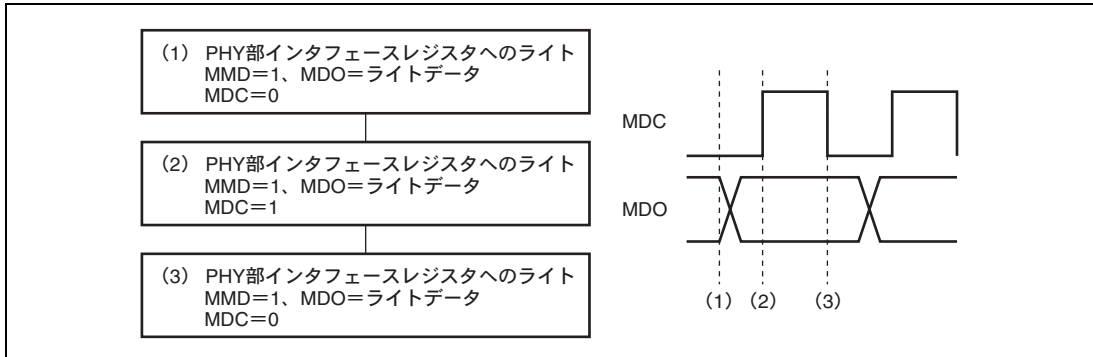 (1) PHY部インタフェースレジスタへのライト
MMD=1、MDO=ライトデータ
MDC=0
(2) PHY部インタフェースレジスタへのライト
MMD=1、MDO=ライトデータ
MDC=1
(3) PHY部インタフェースレジスタへのライト
MMD=1、MDO=ライトデータ
MDC=0
MDC
MDO
(1) (2) (3)